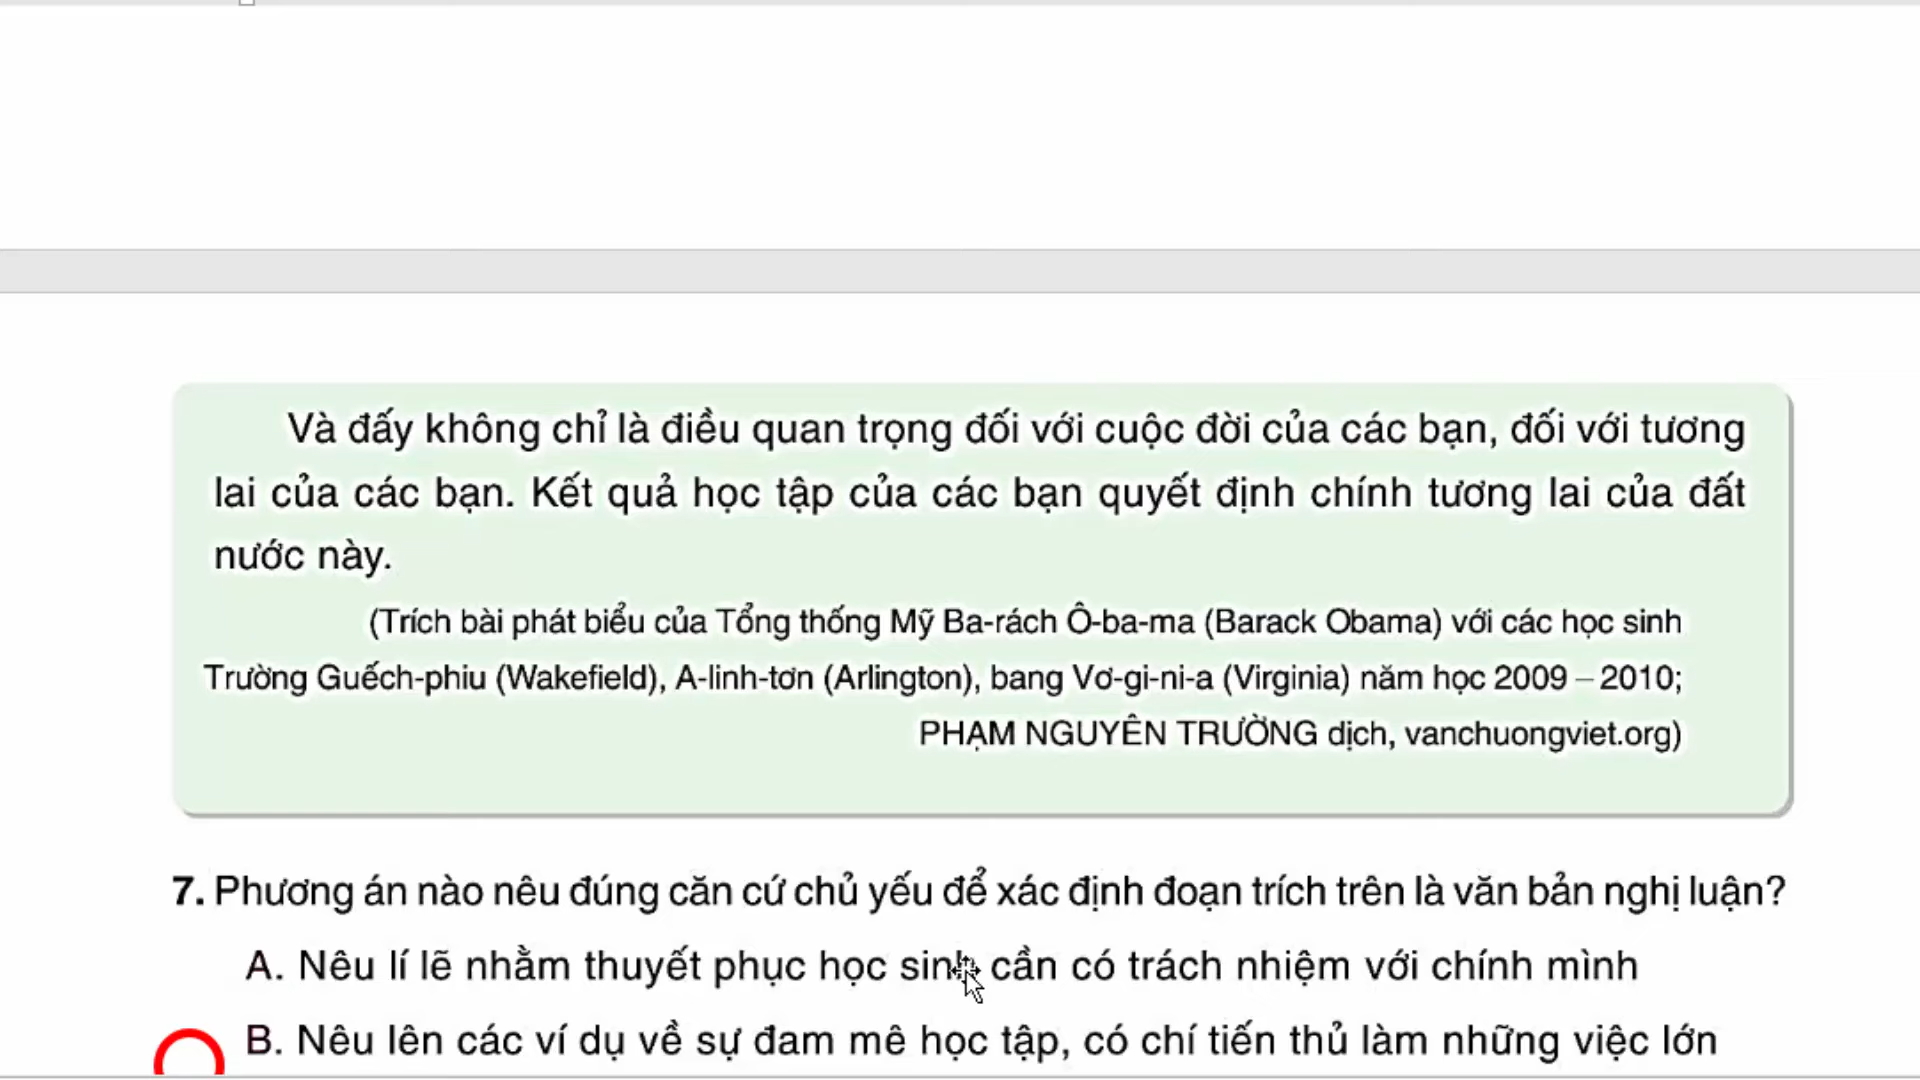 Và đấy không chỉ là điều quan trọng đối với cuộc đời của các bạn, đối với tương
lai của các bạn. Kết quả học tập của các bạn quyết định chính tương lai của đất
nước này.
(Trích bài phát biểu của Tổng thống Mỹ Ba-rách Ô-ba-ma (Barack Obama) với các học sinh
Trường Guếch-phiu (Wakefield), A-linh-tơn (Arlington), bang Vơ-gi-ni-a (Virginia) năm học 2009 – 2010;
PHẠM NGUYÊN TRƯỜNG dịch, vanchuongviet.org)
7. Phương án nào nêu đúng căn cứ chủ yếu để xác định đoạn trích trên là văn bản nghị luận?
A. Nêu lí lẽ nhằm thuyết phục học sinh cần có trách nhiệm với chính mình
B. Nêu lên các ví dụ về sự đam mê học tập, có chí tiến thủ làm những việc lớn